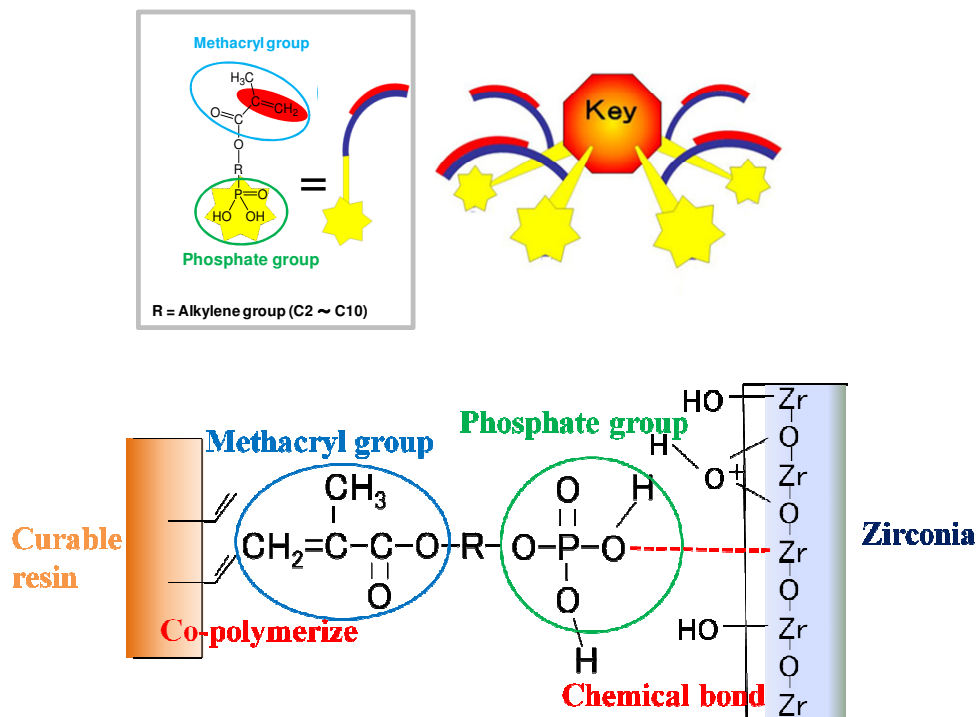 Methacryl group
H3C
C=CH2
O=C
O
R
P=O
HO OH
=
Phosphate group
R = Alkylene group (C2 ~ C10)
Key
Curable
resin
Methacryl group
CH3
CH2=C-C-O-R-O-P-O
O
Co-polymerize
Phosphate group
O
H
O
H
Chemical bond
HO
H
O+
HO
Zr
O
Zr
O
Zr
O
Zr
O
Zr
Zirconia